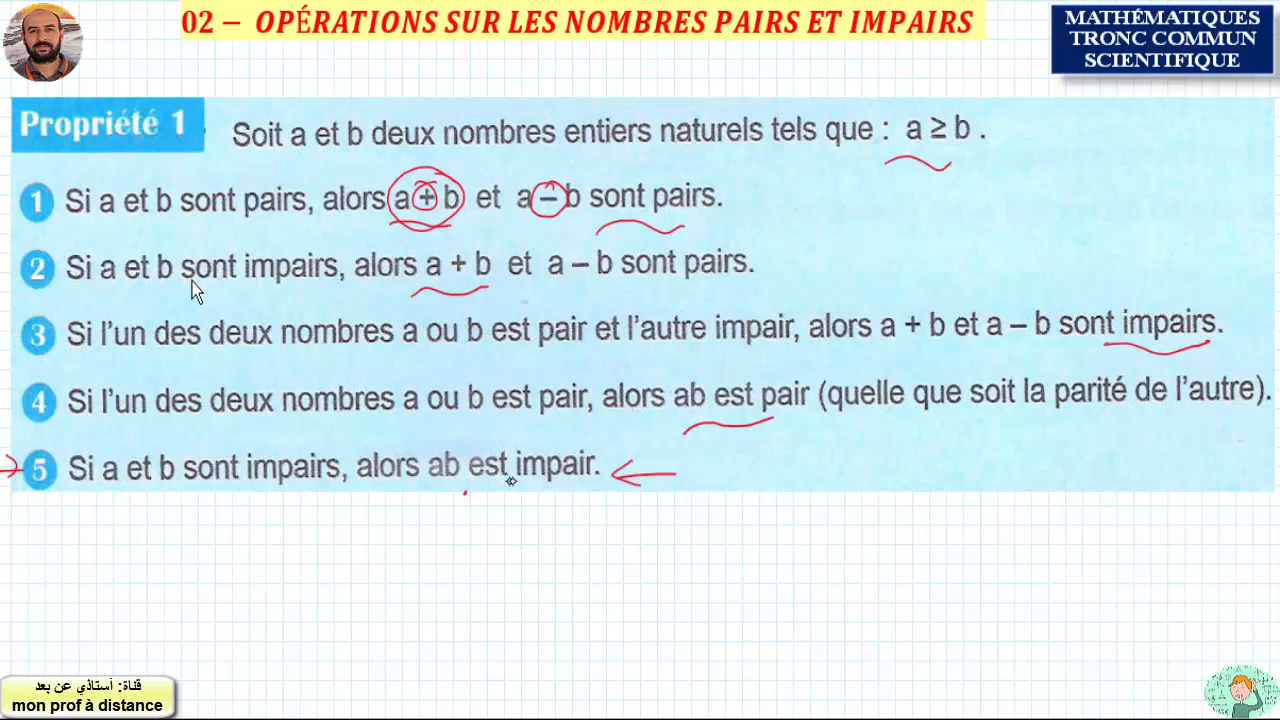 02 – OPÉRATIONS SUR LES NOMBRES PAIRS ET IMPAIRS
MATHÉMATIQUES
TRONC COMMUN
SCIENTIFIQUE
Propriété 1
Soit a et b deux nombres entiers naturels tels que : a ≥ b .
1 Si a et b sont pairs, alors a + b et a – b sont pairs.
2 Si a et b sont impairs, alors a + b et a – b sont pairs.
3 Si l'un des deux nombres a ou b est pair et l'autre impair, alors a + b et a – b sont impairs.
4 Si l'un des deux nombres a ou b est pair, alors ab est pair (quelle que soit la parité de l'autre).
5 Si a et b sont impairs, alors ab est impair.
قناة: أستاذي عن بعد
mon prof à distance